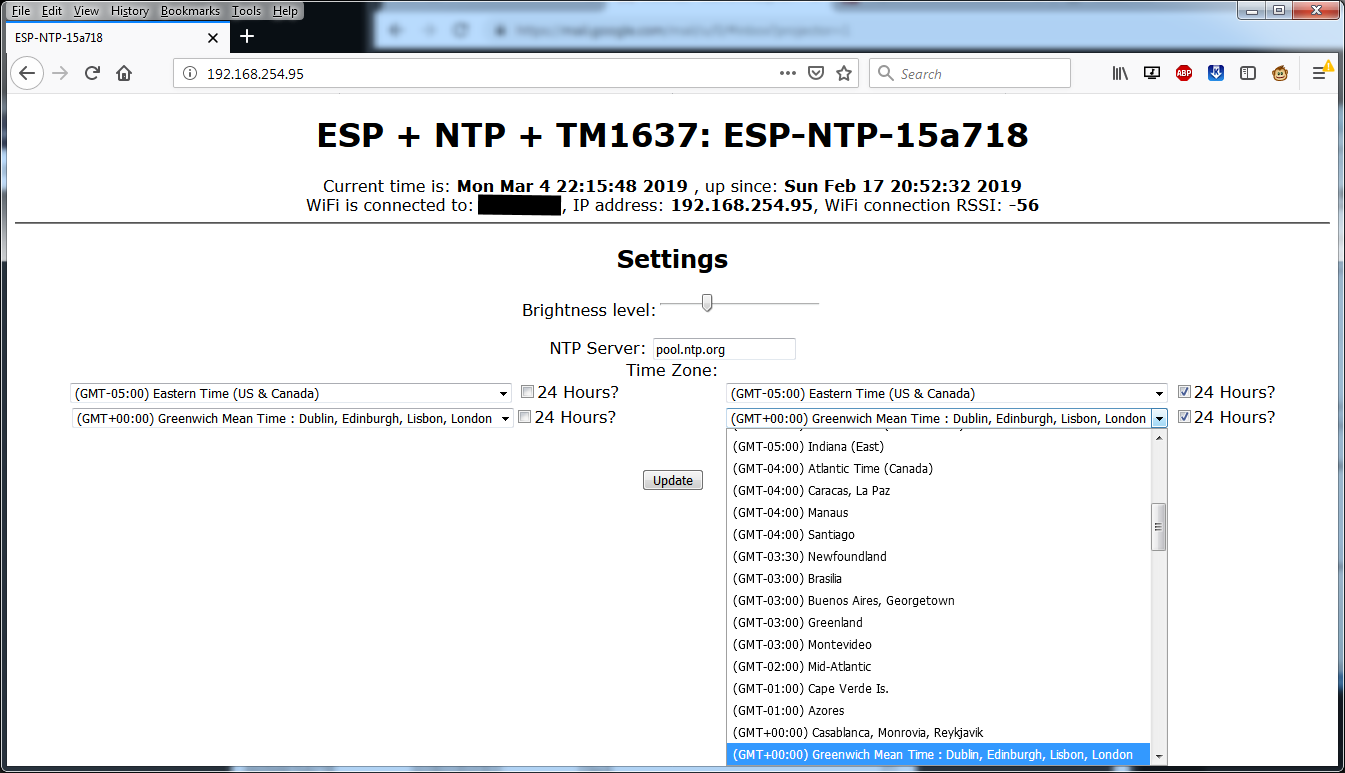 File Edit View History Bookmarks Tools Help
ESP-NTP-15a718
192.168.254.95
Search
ABP
ESP + NTP + TM1637: ESP-NTP-15a718
Current time is: Mon Mar 4 22:15:48 2019 , up since: Sun Feb 17 20:52:32 2019
WiFi is connected to: , IP address: 192.168.254.95, WiFi connection RSSI: -56
Settings
Brightness level:
NTP Server: pool.ntp.org
Time Zone:
(GMT-05:00) Eastern Time (US & Canada) 24 Hours? (GMT-05:00) Eastern Time (US & Canada) 24 Hours?
(GMT+00:00) Greenwich Mean Time : Dublin, Edinburgh, Lisbon, London 24 Hours? (GMT+00:00) Greenwich Mean Time : Dublin, Edinburgh, Lisbon, London 24 Hours?
(GMT-05:00) Indiana (East)
(GMT-04:00) Atlantic Time (Canada)
(GMT-04:00) Caracas, La Paz
Update
(GMT-04:00) Manaus
(GMT-04:00) Santiago
(GMT-03:30) Newfoundland
(GMT-03:00) Brasilia
(GMT-03:00) Buenos Aires, Georgetown
(GMT-03:00) Greenland
(GMT-03:00) Montevideo
(GMT-02:00) Mid-Atlantic
(GMT-01:00) Cape Verde Is.
(GMT-01:00) Azores
(GMT+00:00) Casablanca, Monrovia, Reykjavik
(GMT+00:00) Greenwich Mean Time : Dublin, Edinburgh, Lisbon, London